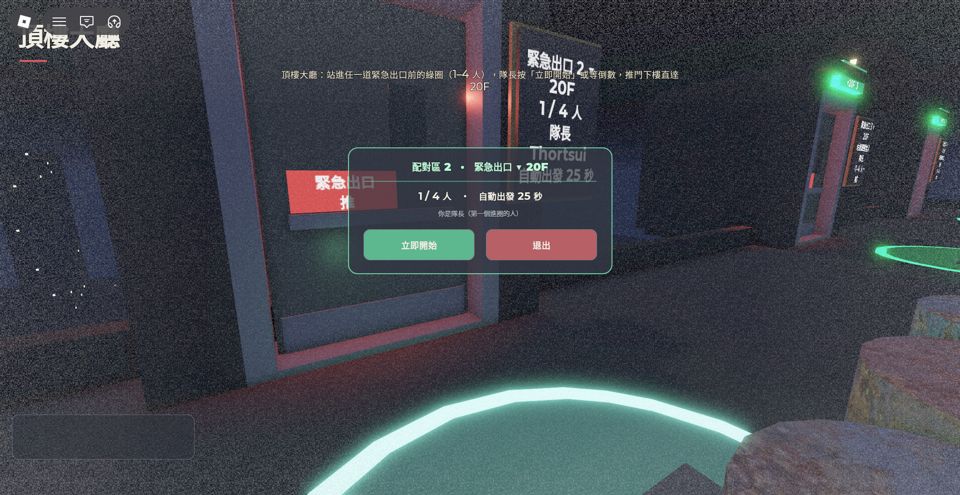 頂樓大廳
頂樓大廳：站進任一道緊急出口前的綠圈（1–4 人），隊長按「立即開始」或等倒數，推門下樓直達
20F
緊急出口 2 ▾
20F
1 / 4 人
隊長
Thortsui
自動出發 25 秒
緊急出口
推
配對區 2 • 緊急出口 ▾ 20F
1 / 4 人 · 自動出發 25 秒
你是隊長（第一個進圈的人）
立即開始
退出